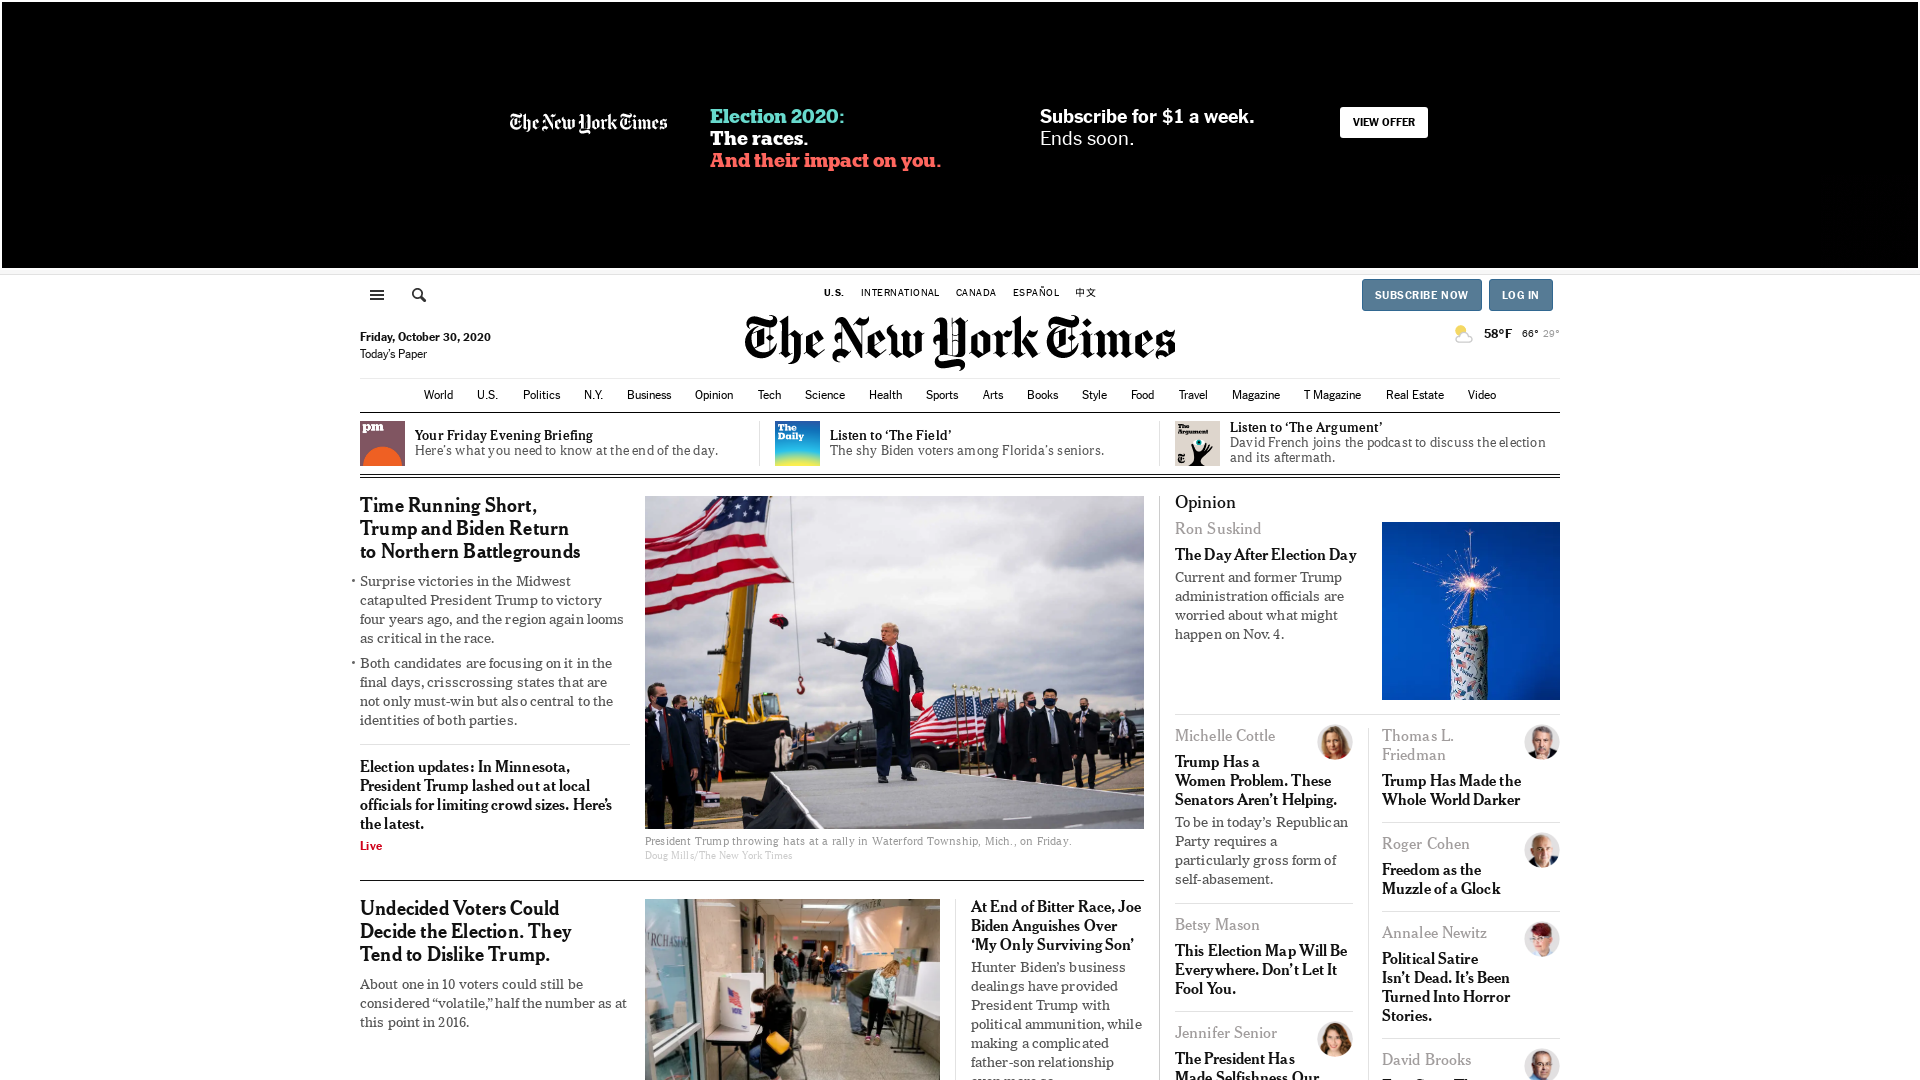 The New York Times
Election 2020:
The races.
And their impact on you.
Subscribe for $1 a week.
Ends soon.
VIEW OFFER
U.S.
INTERNATIONAL
CANADA
ESPAÑOL
中文
SUBSCRIBE NOW
LOG IN
Friday, October 30, 2020
Today's Paper
The New York Times
58°F 66° 29°
World
U.S.
Politics
N.Y.
Business
Opinion
Tech
Science
Health
Sports
Arts
Books
Style
Food
Travel
Magazine
T Magazine
Real Estate
Video
pm
Your Friday Evening Briefing
Here's what you need to know at the end of the day.
The
Daily
Listen to ‘The Field’
The shy Biden voters among Florida's seniors.
The
Argument
Listen to ‘The Argument’
David French joins the podcast to discuss the election
and its aftermath.
Time Running Short,
Trump and Biden Return
to Northern Battlegrounds
• Surprise victories in the Midwest
catapulted President Trump to victory
four years ago, and the region again looms
as critical in the race.
• Both candidates are focusing on it in the
final days, crisscrossing states that are
not only must-win but also central to the
identities of both parties.
Election updates: In Minnesota,
President Trump lashed out at local
officials for limiting crowd sizes. Here's
the latest.
Live
President Trump throwing hats at a rally in Waterford Township, Mich., on Friday.
Doug Mills/The New York Times
Undecided Voters Could
Decide the Election. They
Tend to Dislike Trump.
About one in 10 voters could still be
considered “volatile,” half the number as at
this point in 2016.
At End of Bitter Race, Joe
Biden Anguishes Over
‘My Only Surviving Son’
Hunter Biden's business
dealings have provided
President Trump with
political ammunition, while
making a complicated
father-son relationship
Opinion
Ron Suskind
The Day After Election Day
Current and former Trump
administration officials are
worried about what might
happen on Nov. 4.
Michelle Cottle
Trump Has a
Women Problem. These
Senators Aren't Helping.
To be in today's Republican
Party requires a
particularly gross form of
self-abasement.
Betsy Mason
This Election Map Will Be
Everywhere. Don't Let It
Fool You.
Jennifer Senior
The President Has
Made Selfishness Our
Thomas L.
Friedman
Trump Has Made the
Whole World Darker
Roger Cohen
Freedom as the
Muzzle of a Glock
Annalee Newitz
Political Satire
Isn't Dead. It's Been
Turned Into Horror
Stories.
David Brooks